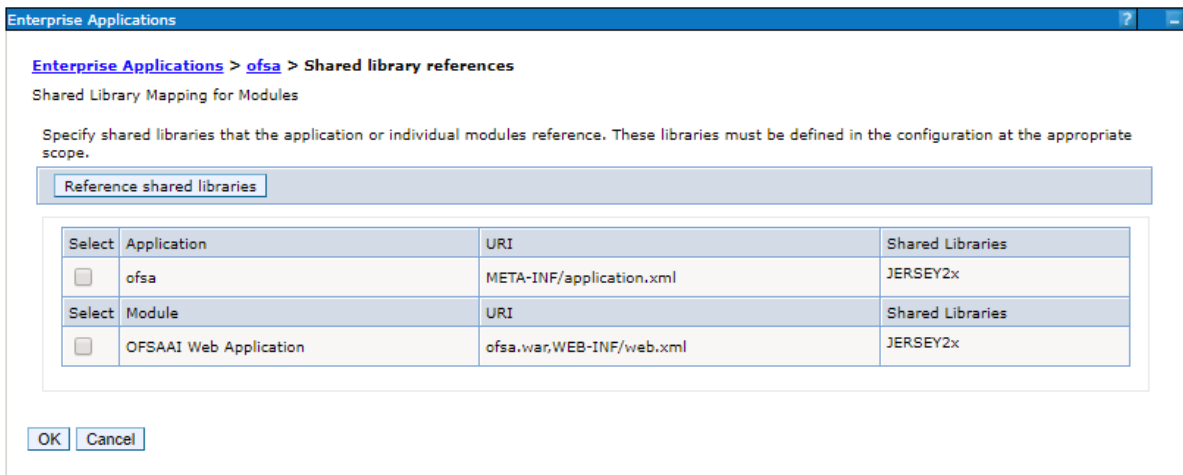 Enterprise Applications ? –
Enterprise Applications > ofsa > Shared library references
Shared Library Mapping for Modules
Specify shared libraries that the application or individual modules reference. These libraries must be defined in the configuration at the appropriate
scope.
Reference shared libraries
Select Application URI Shared Libraries
ofsa META-INF/application.xml JERSEY2x
Select Module URI Shared Libraries
OFSAAI Web Application ofsa.war,WEB-INF/web.xml JERSEY2x
OK Cancel